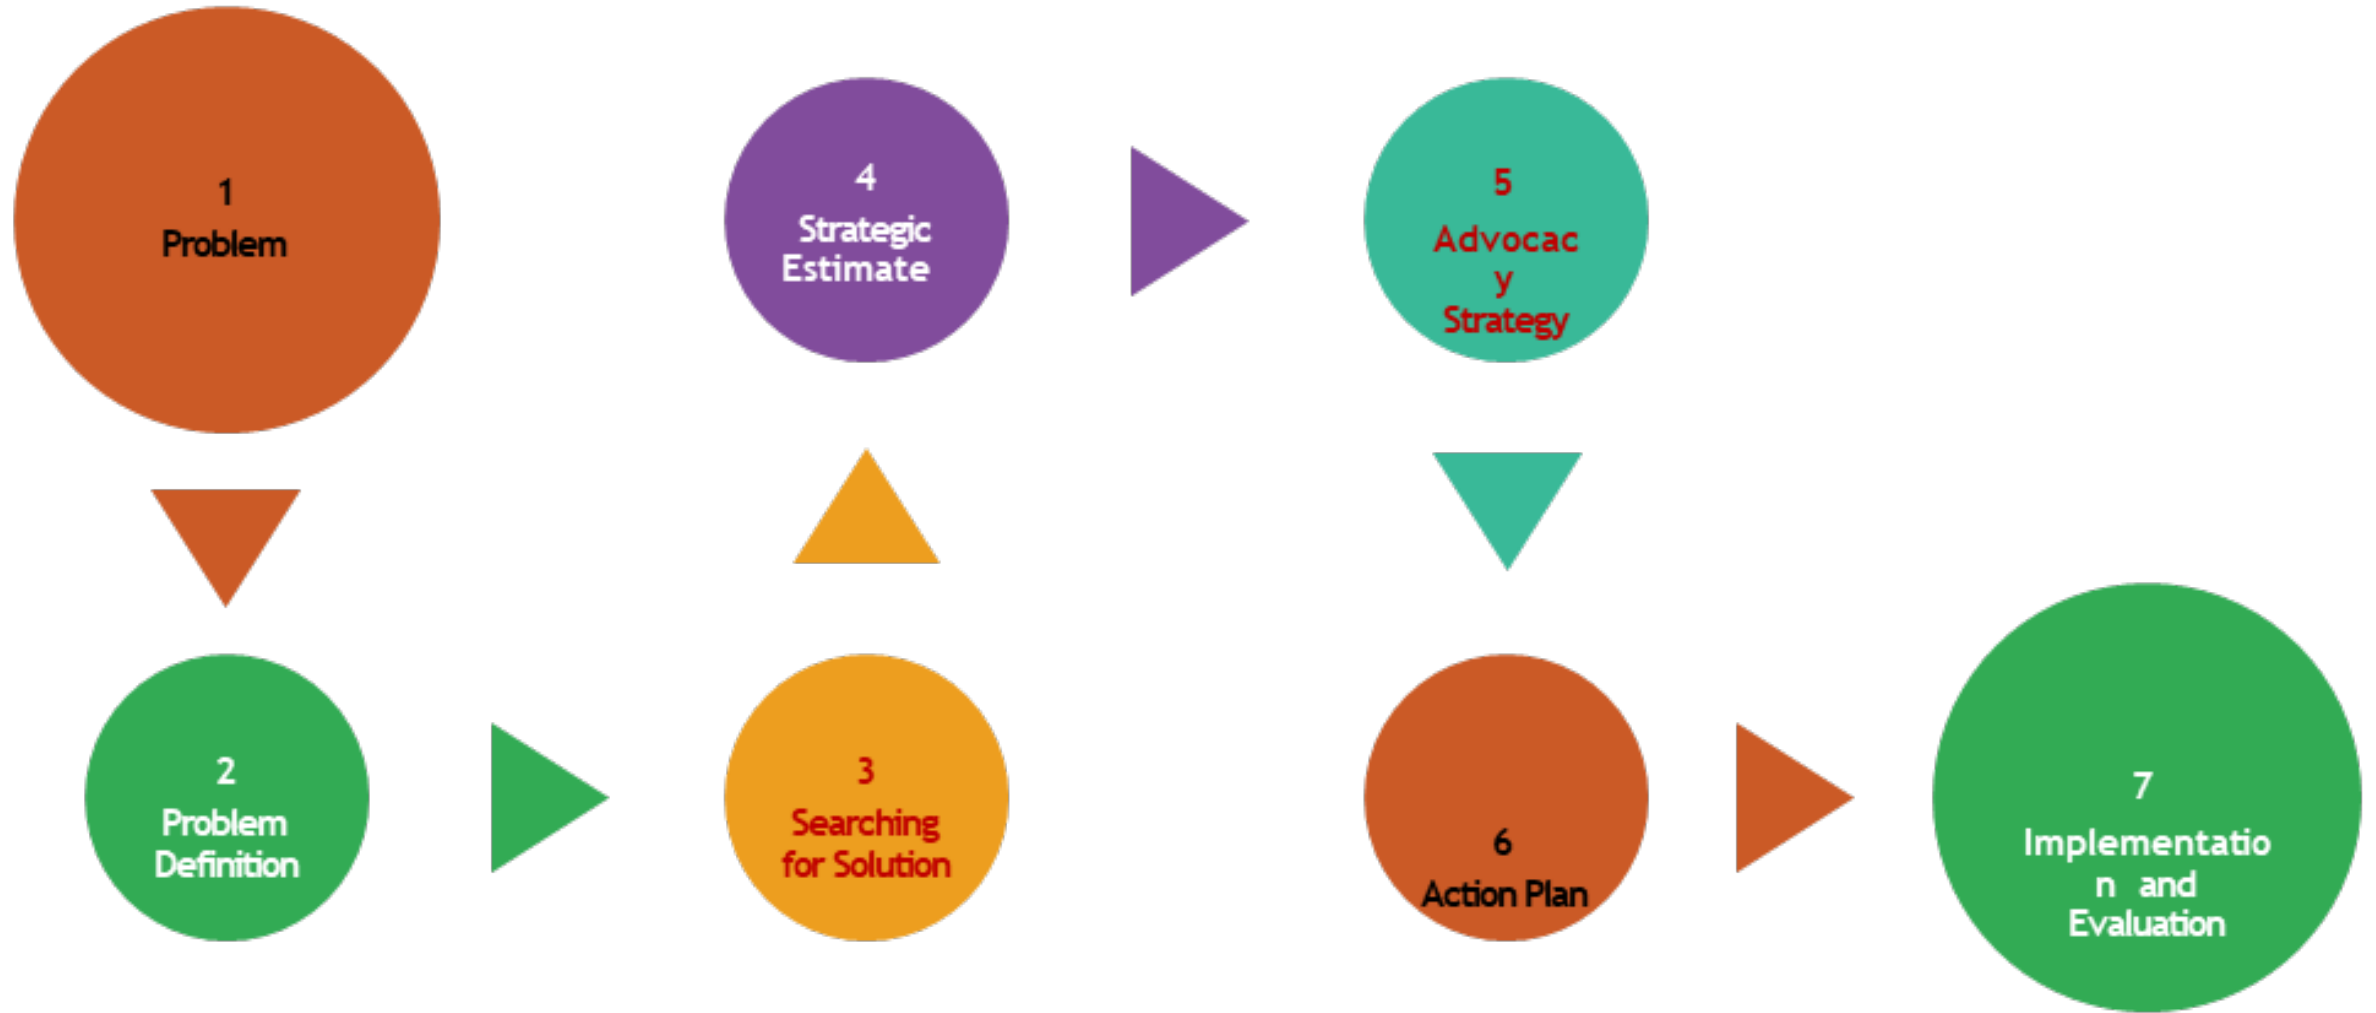 1
Problem
2
Problem
Definition
3
Searching
for Solution
4
Strategic
Estimate
5
Advocac
y
Strategy
6
Action Plan
7
Implementatio
n and
Evaluation